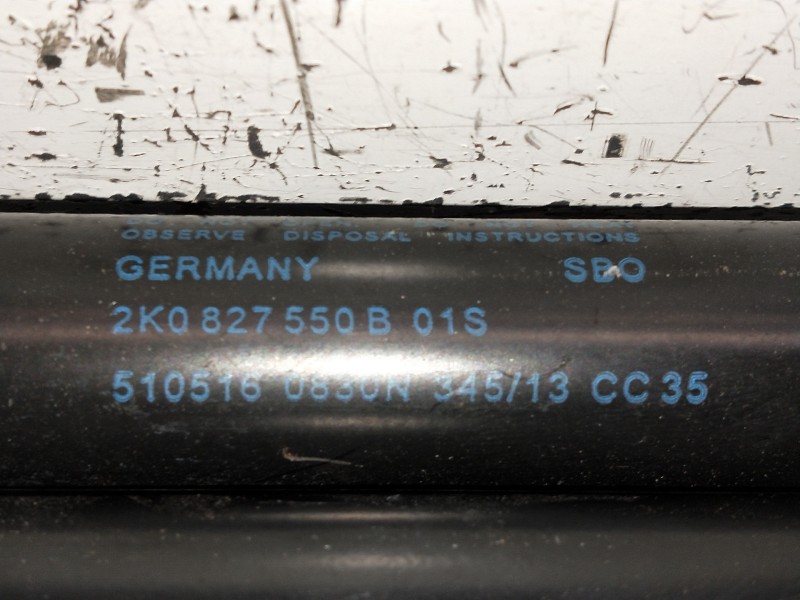 OBSERVE DISPOSAL INSTRUCTIONS
GERMANY SBO
2K0 827 550 B 01S
510516 0830N 345/13 CC 35